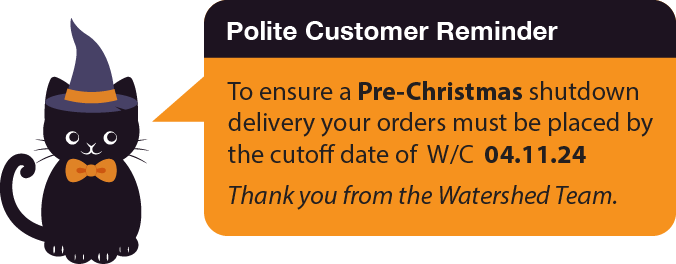 Polite Customer Reminder
To ensure a Pre-Christmas shutdown
delivery your orders must be placed by
the cutoff date of W/C 04.11.24
Thank you from the Watershed Team.